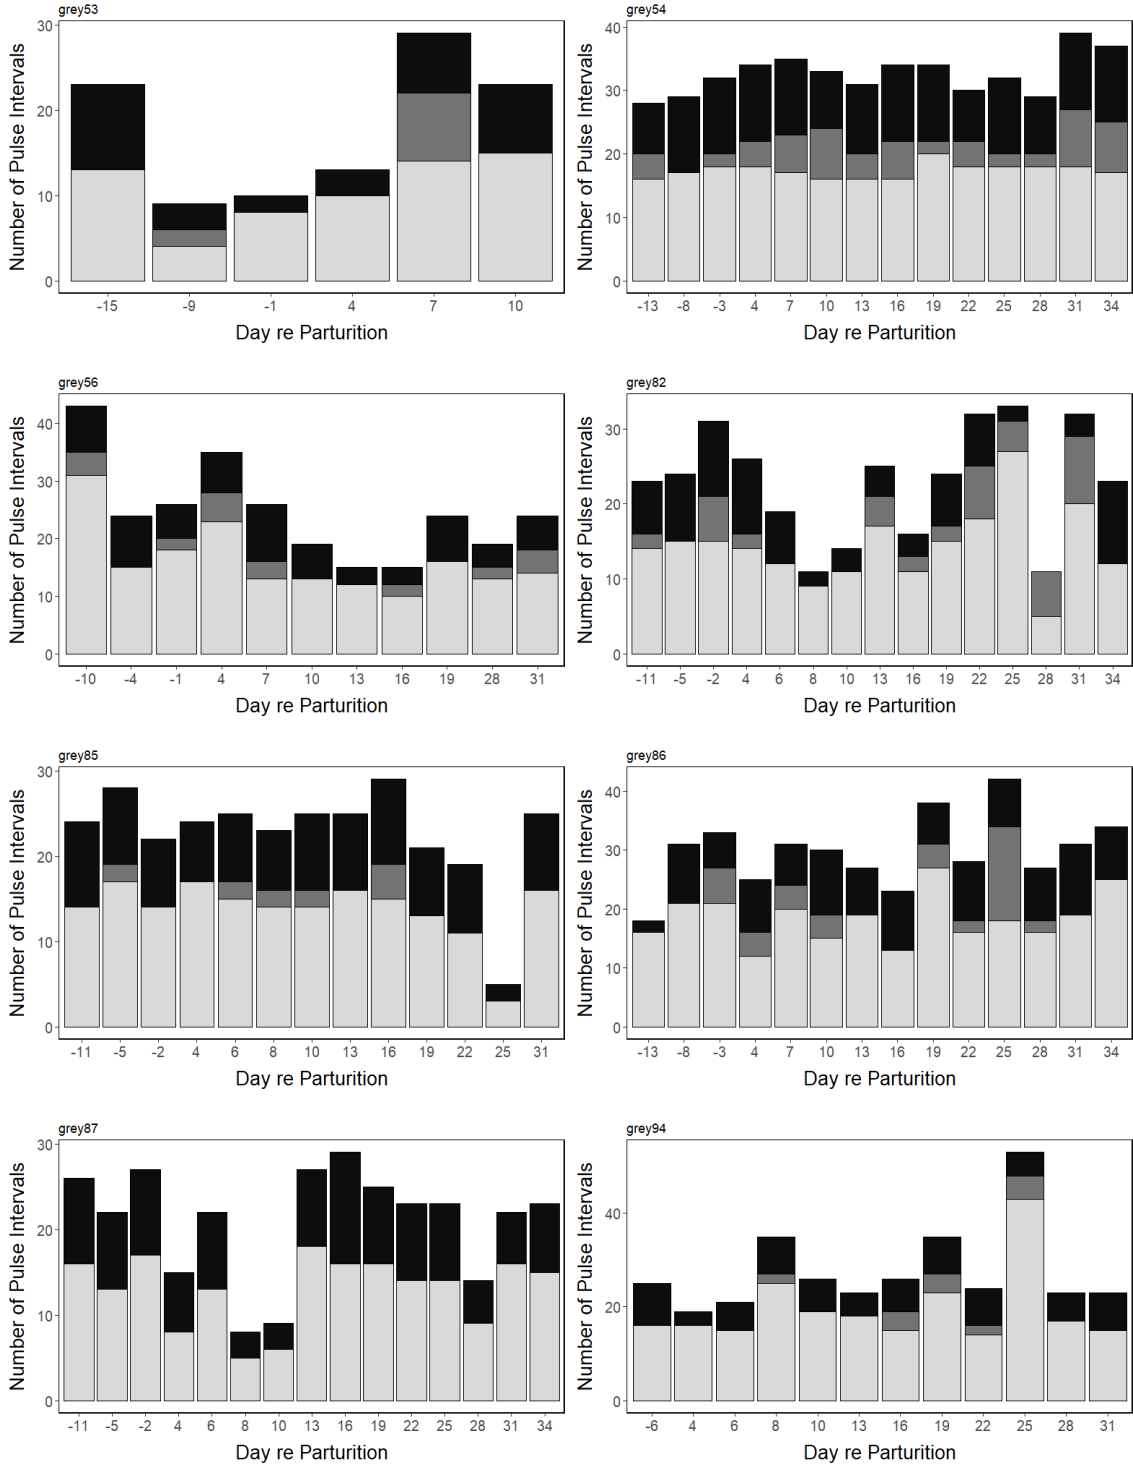 grey53
Number of Pulse Intervals
30
20
10
0
-15 -9 -1 4 7 10
Day re Parturition
grey54
Number of Pulse Intervals
40
30
20
10
0
-13 -8 -3 4 7 10 13 16 19 22 25 28 31 34
Day re Parturition
grey56
Number of Pulse Intervals
40
30
20
10
0
-10 -4 -1 4 7 10 13 16 19 28 31
Day re Parturition
grey82
Number of Pulse Intervals
30
20
10
0
-11 -5 -2 4 6 8 10 13 16 19 22 25 28 31 34
Day re Parturition
grey85
Number of Pulse Intervals
30
20
10
0
-11 -5 -2 4 6 8 10 13 16 19 22 25 31
Day re Parturition
grey86
Number of Pulse Intervals
40
30
20
10
0
-13 -8 -3 4 7 10 13 16 19 22 25 28 31 34
Day re Parturition
grey87
Number of Pulse Intervals
30
20
10
0
-11 -5 -2 4 6 8 10 13 16 19 22 25 28 31 34
Day re Parturition
grey94
Number of Pulse Intervals
40
20
0
-6 4 6 8 10 13 16 19 22 25 28 31
Day re Parturition